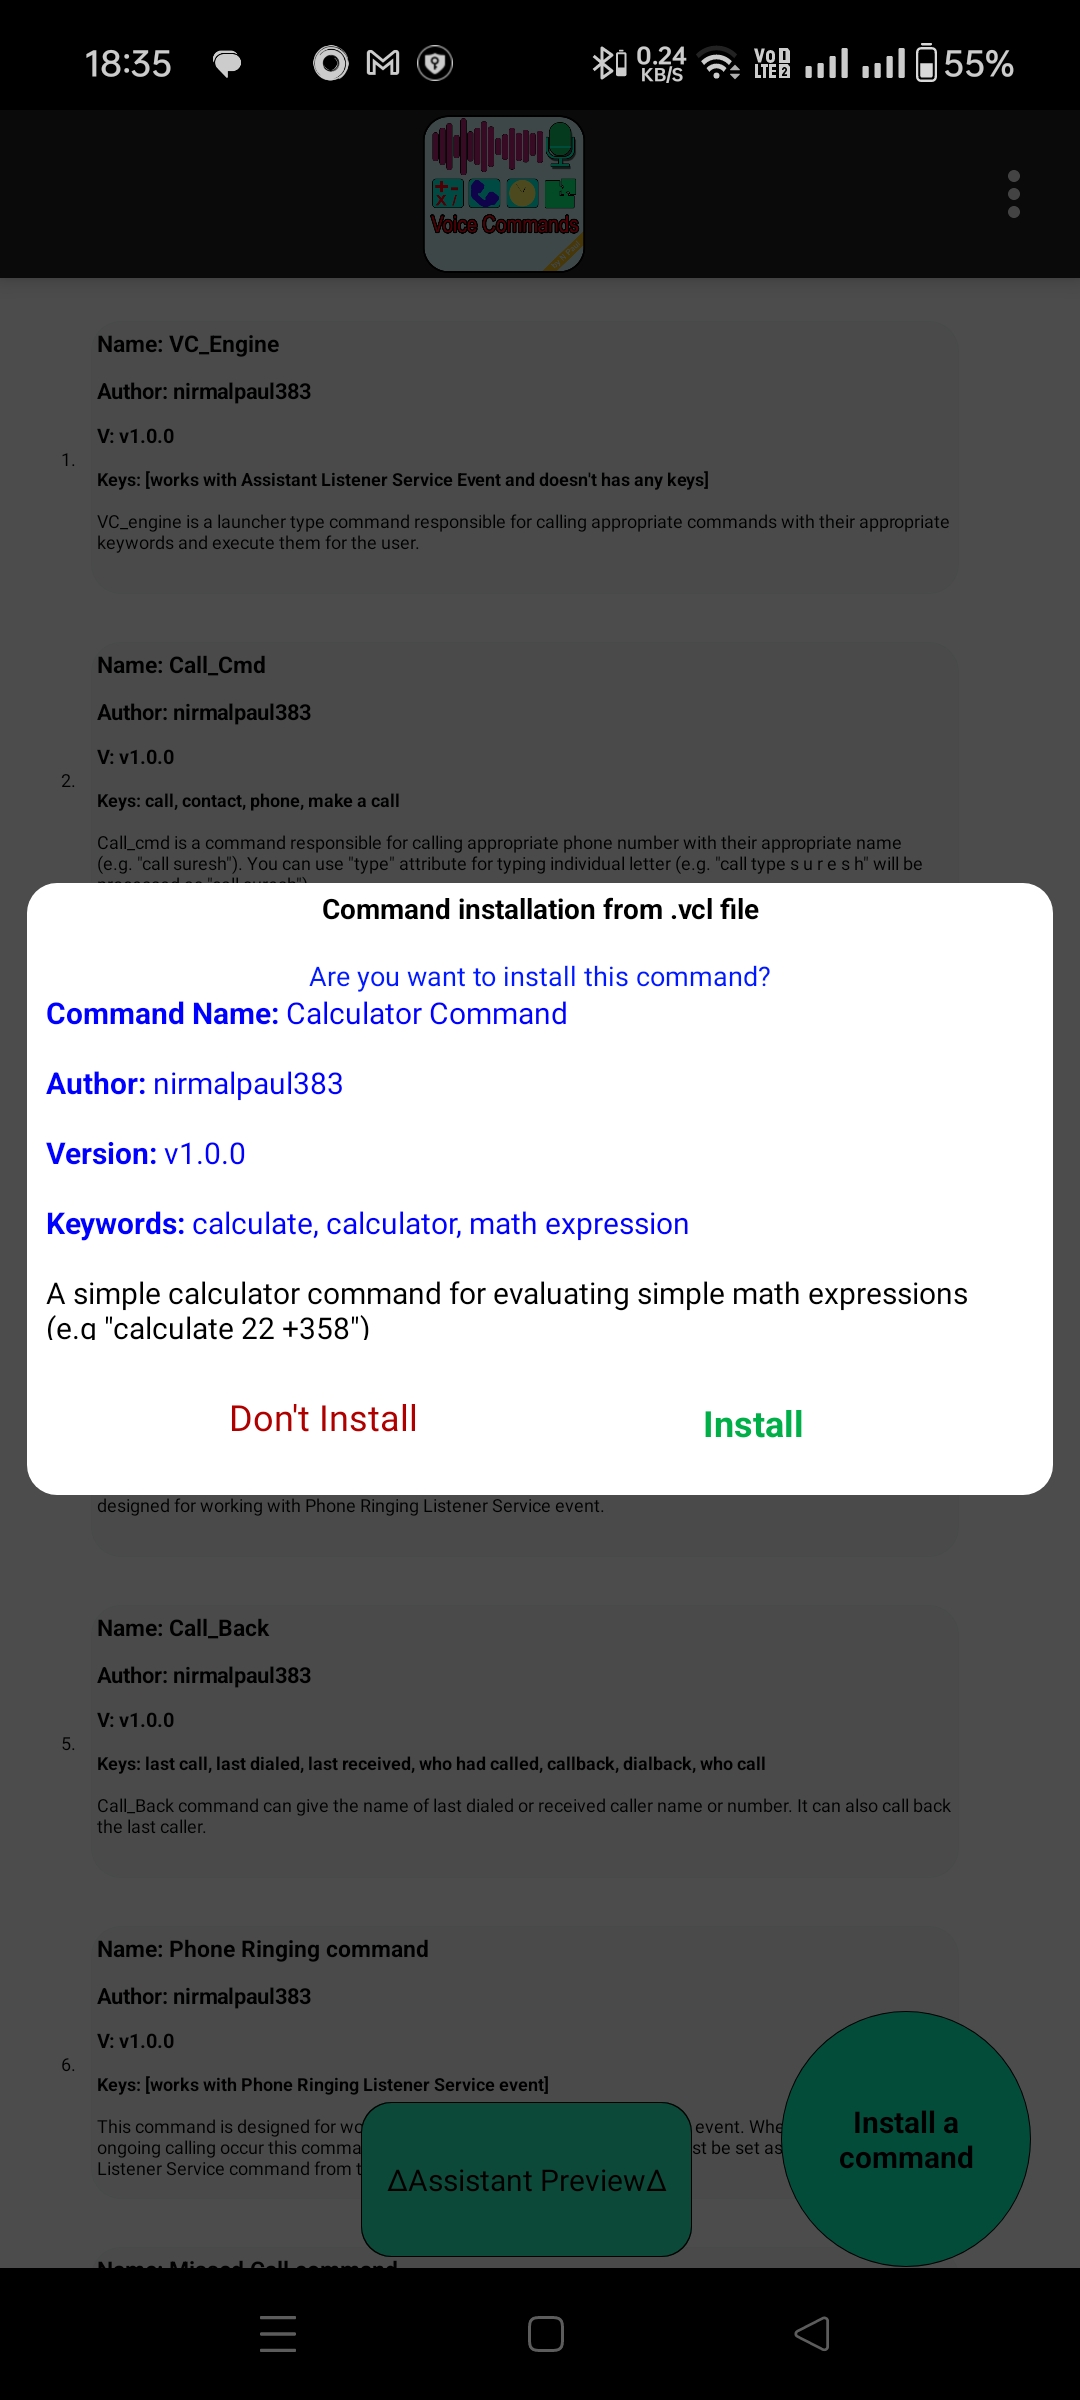 18:35
0.24
KB/S
VoD
LTE 2
55%
Voice Commands
Name: VC_Engine
Author: nirmalpaul383
V: v1.0.0
1.
Keys: [works with Assistant Listener Service Event and doesn't has any keys]
VC_engine is a launcher type command responsible for calling appropriate commands with their appropriate
keywords and execute them for the user.
Name: Call_Cmd
Author: nirmalpaul383
V: v1.0.0
2.
Keys: call, contact, phone, make a call
Call_cmd is a command responsible for calling appropriate phone number with their appropriate name
(e.g. "call suresh"). You can use "type" attribute for typing individual letter (e.g. "call type s u r e s h" will be
Command installation from .vcl file
Are you want to install this command?
Command Name: Calculator Command
Author: nirmalpaul383
Version: v1.0.0
Keywords: calculate, calculator, math expression
A simple calculator command for evaluating simple math expressions
(e.g "calculate 22 +358")
Don't Install
Install
designed for working with Phone Ringing Listener Service event.
Name: Call_Back
Author: nirmalpaul383
V: v1.0.0
5.
Keys: last call, last dialed, last received, who had called, callback, dialback, who call
Call_Back command can give the name of last dialed or received caller name or number. It can also call back
the last caller.
Name: Phone Ringing command
Author: nirmalpaul383
V: v1.0.0
6.
Keys: [works with Phone Ringing Listener Service event]
This command is designed for wo event. Whe
ongoing calling occur this comma st be set as
Listener Service command from t
ΔAssistant PreviewΔ
Install a
command
Name: Missed Call command